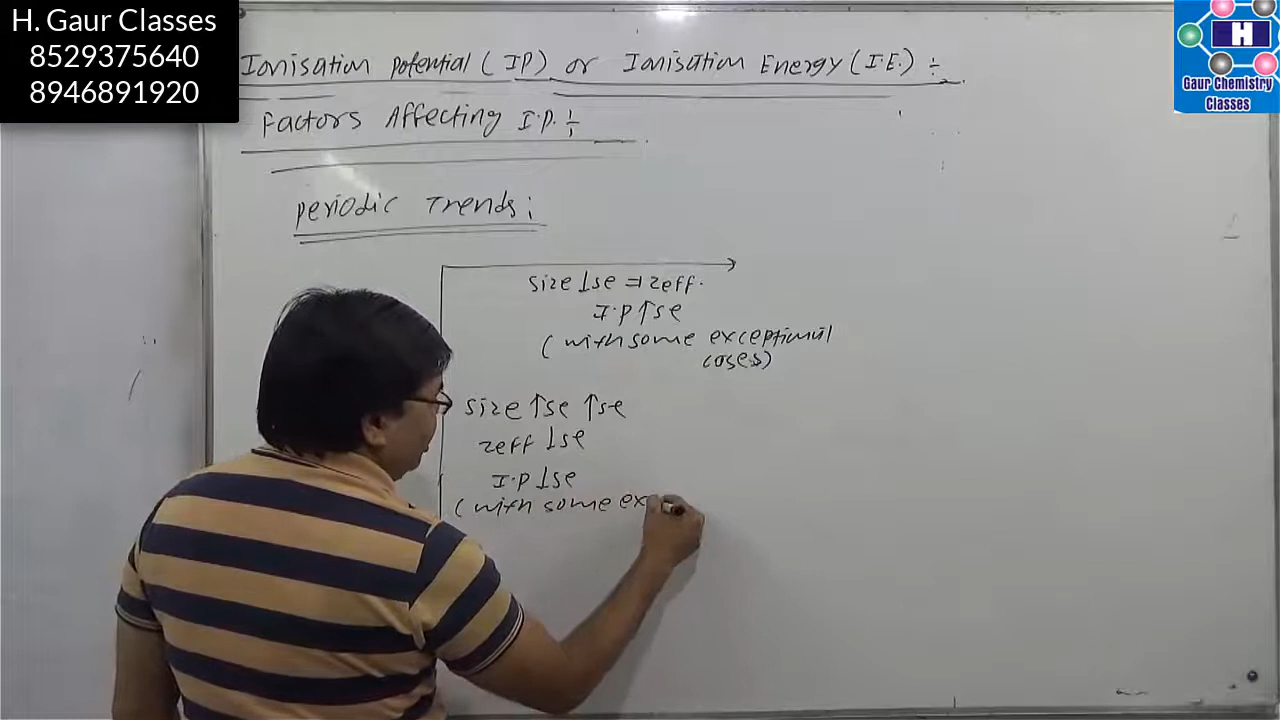 H. Gaur Classes
8529375640
8946891920
H
Gaur Chemistry
Classes
Ionisation Potential (IP) or Ionisation Energy (I.E.) ÷
Factors Affecting I.P. ÷
Periodic Trends:
Size ↓se ⇒ Zeff.
I.P ↑se
(with some exceptional
cases)
Size ↑se ↑se
Zeff ↓se
I.P ↓se
(with some ex